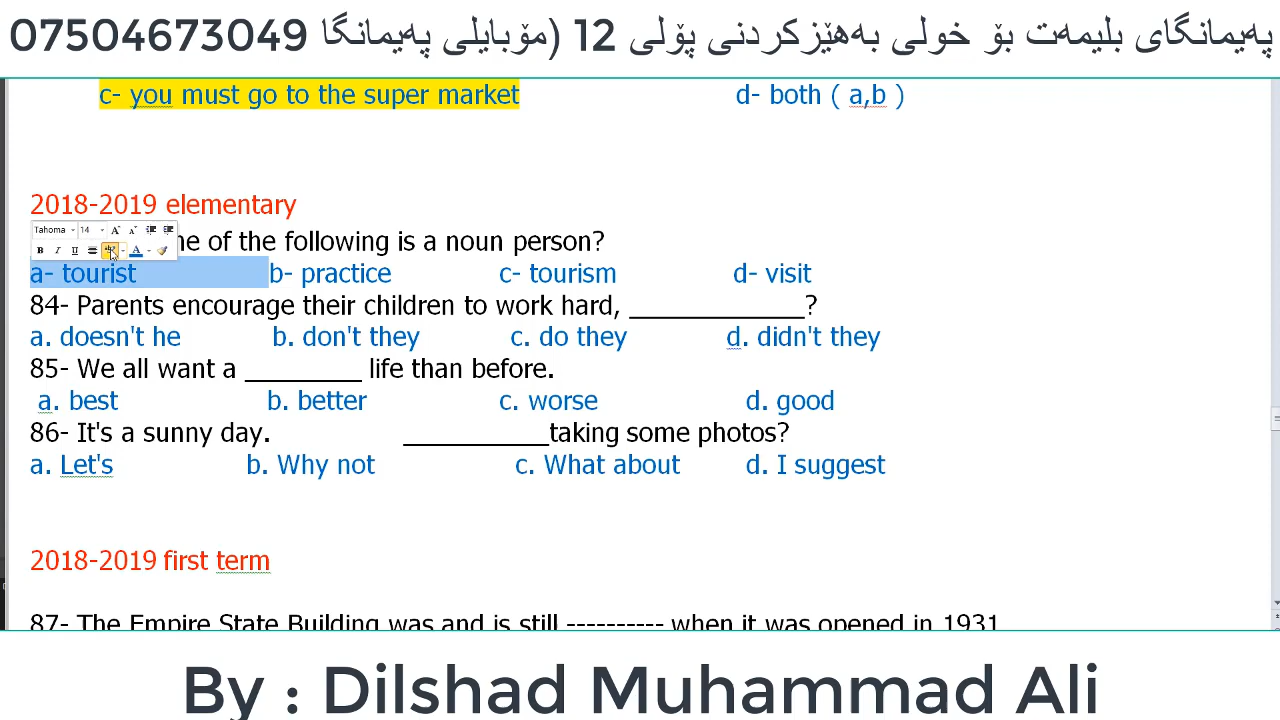 پەیمانگای بلیمەت بۆ خولی بەهێزکردنی پۆلی 12 (مۆبایلی پەیمانگا 07504673049
c- you must go to the super market d- both ( a,b )
2018-2019 elementary
Tahoma 14
of the following is a noun person?
a- tourist b- practice c- tourism d- visit
84- Parents encourage their children to work hard, _____________?
a. doesn't he b. don't they c. do they d. didn't they
85- We all want a ________ life than before.
a. best b. better c. worse d. good
86- It's a sunny day. __________taking some photos?
a. Let's b. Why not c. What about d. I suggest
2018-2019 first term
87- The Empire State Building was and is still ---------- when it was opened in 1931
By : Dilshad Muhammad Ali